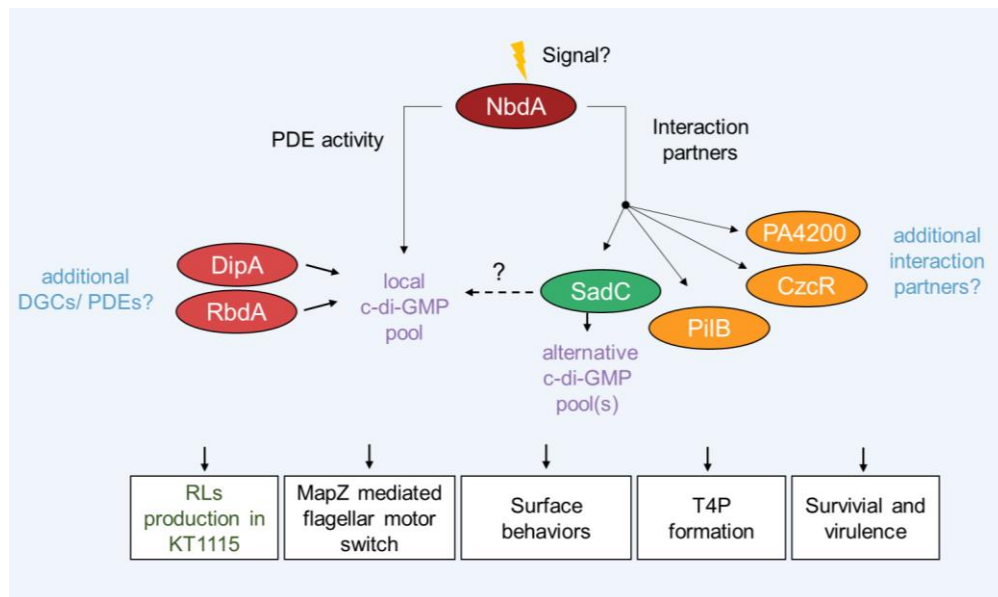 Signal?
NbdA
PDE activity
Interaction
partners
PA4200
additional
interaction
partners?
CzcR
PilB
DipA
RbdA
additional
DGCs/ PDEs?
local
c-di-GMP
pool
?
SadC
alternative
c-di-GMP
pool(s)
RLs
production in
KT1115
MapZ mediated
flagellar motor
switch
Surface
behaviors
T4P
formation
Survivial and
virulence